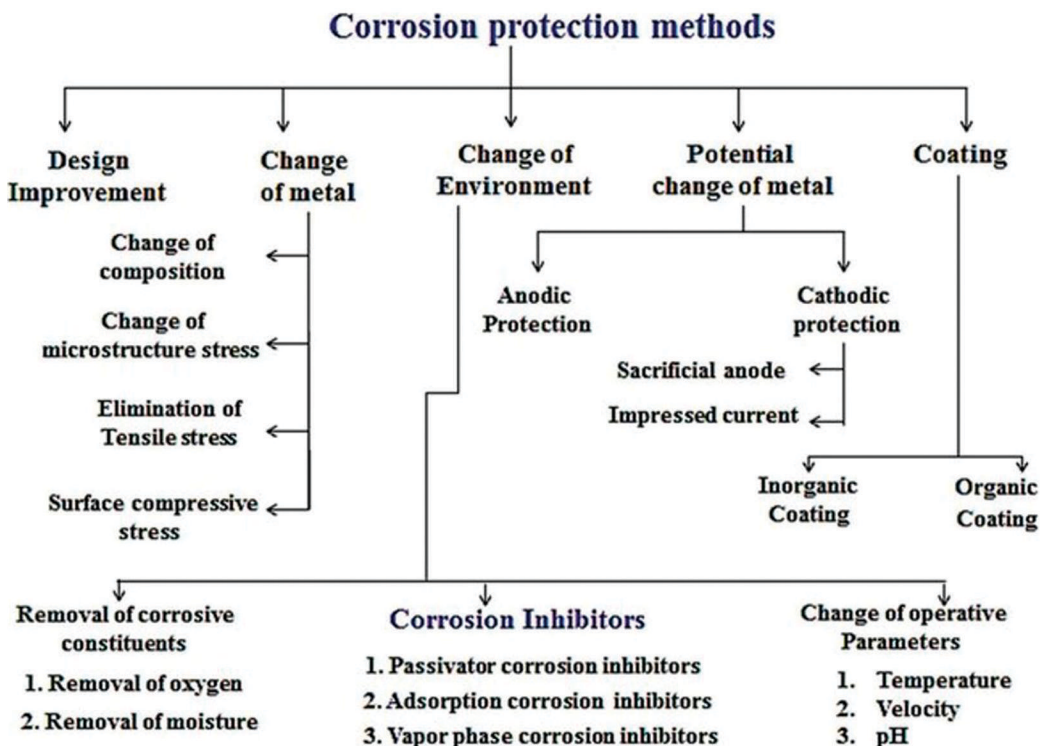 Corrosion protection methods
Design
Improvement
Change
of metal
Change of
Environment
Potential
change of metal
Coating
Change of
composition
Change of
microstructure stress
Elimination of
Tensile stress
Surface compressive
stress
Anodic
Protection
Cathodic
protection
Sacrificial anode
Impressed current
Inorganic
Coating
Organic
Coating
Removal of corrosive
constituents
1. Removal of oxygen
2. Removal of moisture
Corrosion Inhibitors
1. Passivator corrosion inhibitors
2. Adsorption corrosion inhibitors
3. Vapor phase corrosion inhibitors
Change of operative
Parameters
1. Temperature
2. Velocity
3. pH